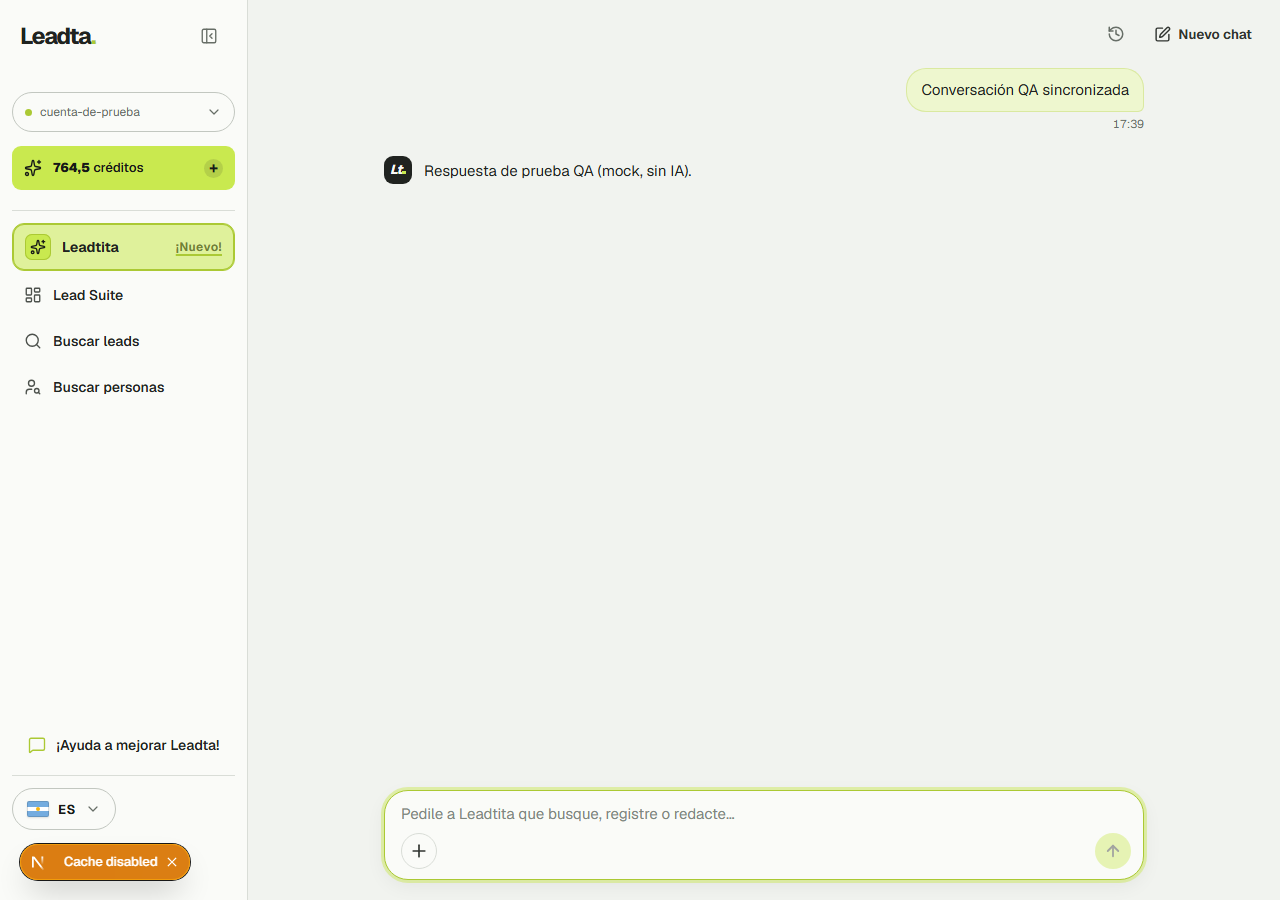 Leadta.
cuenta-de-prueba
764,5 créditos
Leadtita
¡Nuevo!
Lead Suite
Buscar leads
Buscar personas
¡Ayuda a mejorar Leadta!
ES
Cache disabled
Nuevo chat
Conversación QA sincronizada
17:39
Lt.
Respuesta de prueba QA (mock, sin IA).
Pedile a Leadtita que busque, registre o redacte...